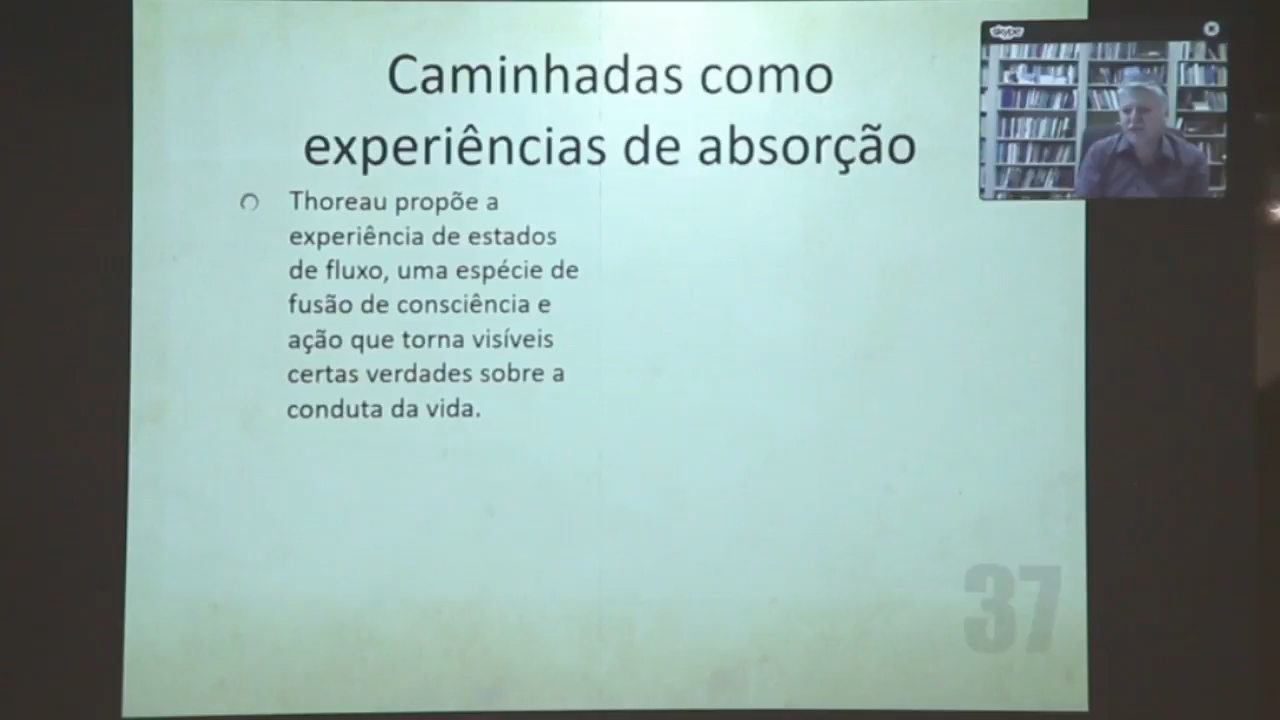 Caminhadas como
experiências de absorção
Thoreau propõe a
experiência de estados
de fluxo, uma espécie de
fusão de consciência e
ação que torna visíveis
certas verdades sobre a
conduta da vida.
37
skype